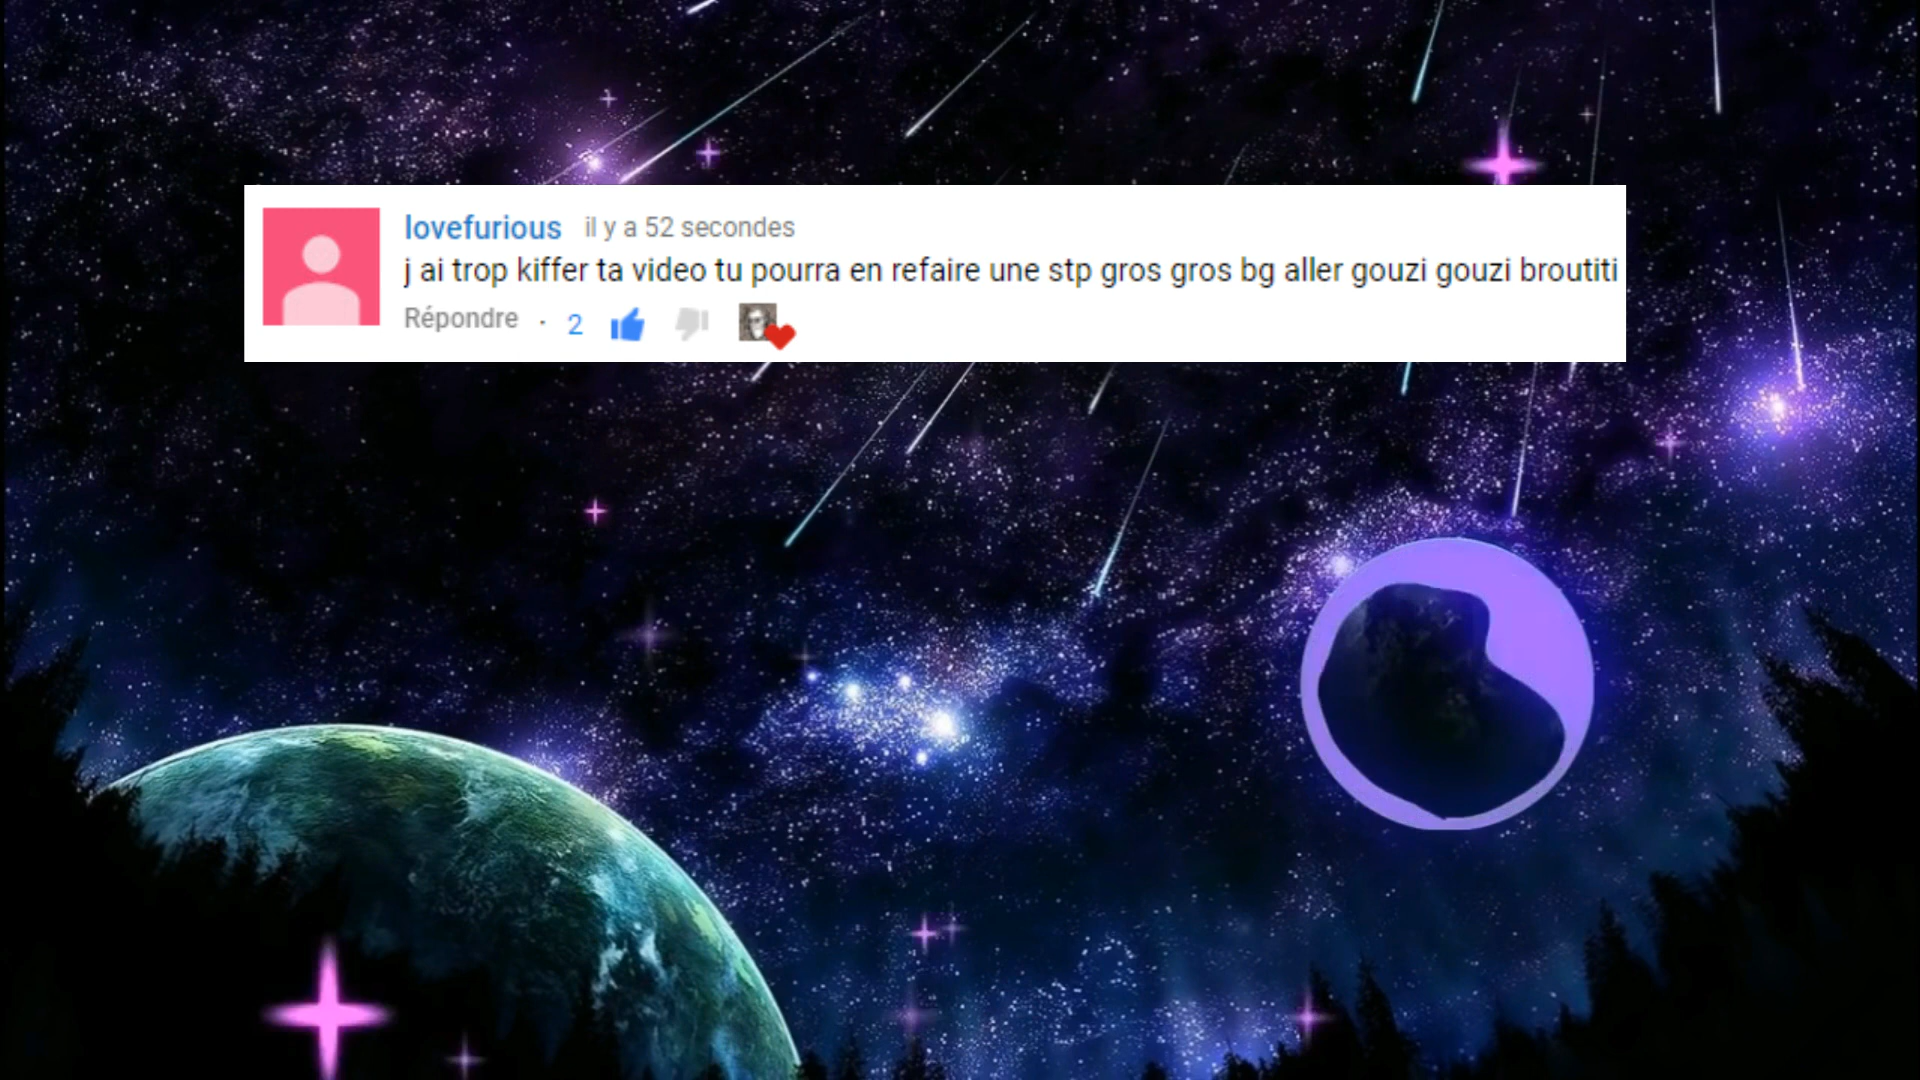 lovefurious il y a 52 secondes
j ai trop kiffer ta video tu pourra en refaire une stp gros gros bg aller gouzi gouzi broutiti
Répondre · 2